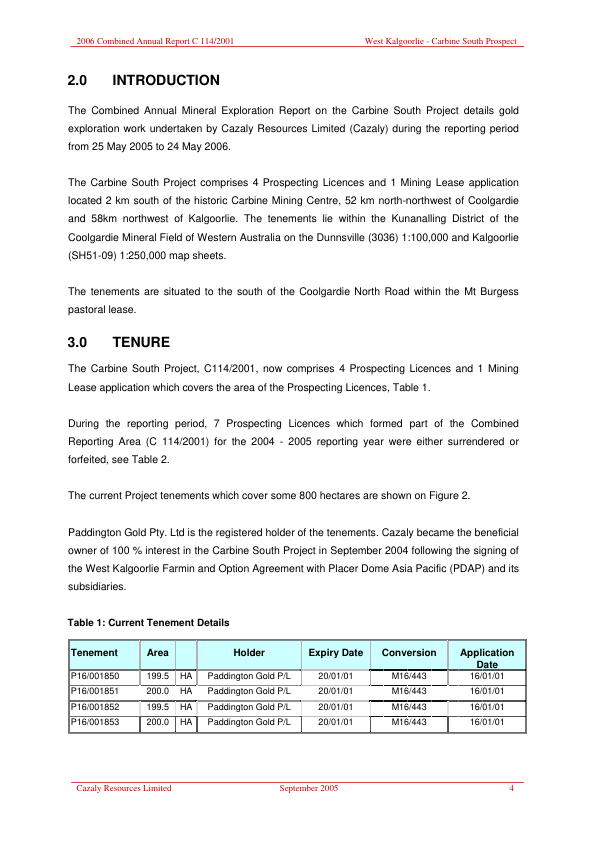 2006 Combined Annual Report C 114/2001 West Kalgoorlie - Carbine South Prospect
2.0 INTRODUCTION
The Combined Annual Mineral Exploration Report on the Carbine South Project details gold
exploration work undertaken by Cazaly Resources Limited (Cazaly) during the reporting period
from 25 May 2005 to 24 May 2006.
The Carbine South Project comprises 4 Prospecting Licences and 1 Mining Lease application
located 2 km south of the historic Carbine Mining Centre, 52 km north-northwest of Coolgardie
and 58km northwest of Kalgoorlie. The tenements lie within the Kunanalling District of the
Coolgardie Mineral Field of Western Australia on the Dunnsville (3036) 1:100,000 and Kalgoorlie
(SH51-09) 1:250,000 map sheets.
The tenements are situated to the south of the Coolgardie North Road within the Mt Burgess
pastoral lease.
3.0 TENURE
The Carbine South Project, C114/2001, now comprises 4 Prospecting Licences and 1 Mining
Lease application which covers the area of the Prospecting Licences, Table 1.
During the reporting period, 7 Prospecting Licences which formed part of the Combined
Reporting Area (C 114/2001) for the 2004 - 2005 reporting year were either surrendered or
forfeited, see Table 2.
The current Project tenements which cover some 800 hectares are shown on Figure 2.
Paddington Gold Pty. Ltd is the registered holder of the tenements. Cazaly became the beneficial
owner of 100 % interest in the Carbine South Project in September 2004 following the signing of
the West Kalgoorlie Farmin and Option Agreement with Placer Dome Asia Pacific (PDAP) and its
subsidiaries.
Table 1: Current Tenement Details
Tenement Area Holder Expiry Date Conversion Application
Date
P16/001850 199.5 HA Paddington Gold P/L 20/01/01 M16/443 16/01/01
P16/001851 200.0 HA Paddington Gold P/L 20/01/01 M16/443 16/01/01
P16/001852 199.5 HA Paddington Gold P/L 20/01/01 M16/443 16/01/01
P16/001853 200.0 HA Paddington Gold P/L 20/01/01 M16/443 16/01/01
Cazaly Resources Limited September 2005 4